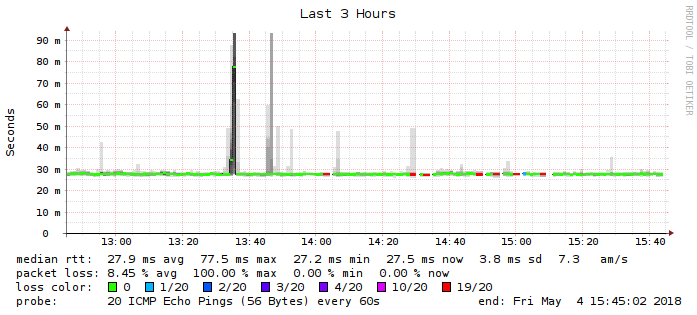 Last 3 Hours
RRDTOOL / TOBI OETIKER
Seconds
90 m
80 m
70 m
60 m
50 m
40 m
30 m
20 m
10 m
0
13:00 13:20 13:40 14:00 14:20 14:40 15:00 15:20 15:40
median rtt: 27.9 ms avg 77.5 ms max 27.2 ms min 27.5 ms now 3.8 ms sd 7.3 am/s
packet loss: 8.45 % avg 100.00 % max 0.00 % min 0.00 % now
loss color: 0 1/20 2/20 3/20 4/20 10/20 19/20
probe: 20 ICMP Echo Pings (56 Bytes) every 60s end: Fri May 4 15:45:02 2018